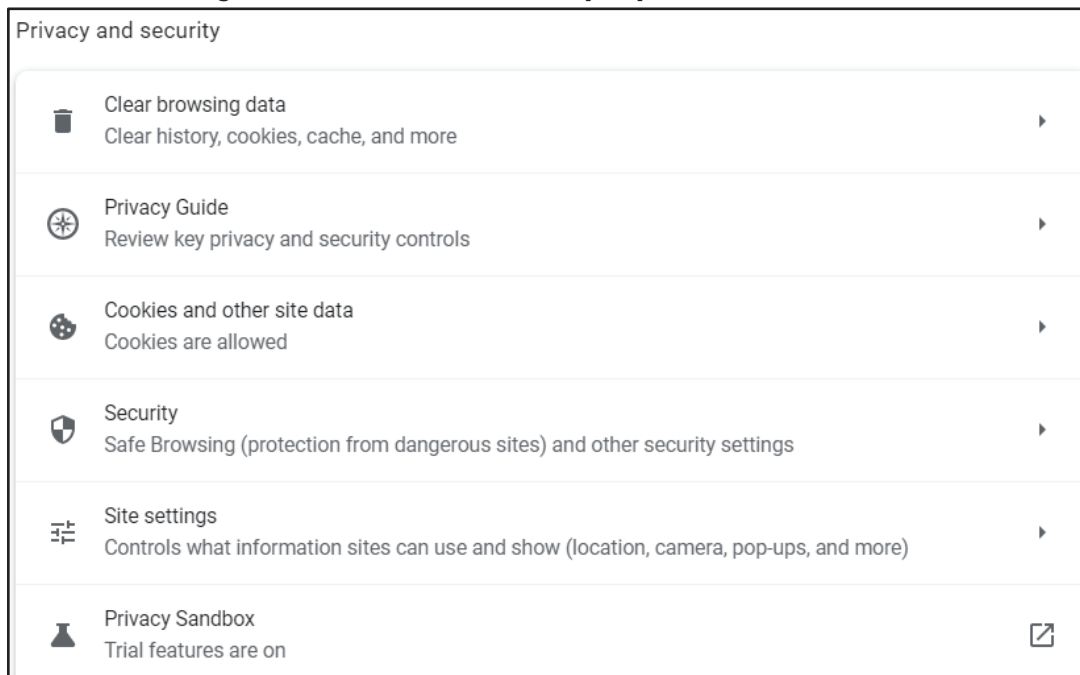 Privacy and security
Clear browsing data
Clear history, cookies, cache, and more
Privacy Guide
Review key privacy and security controls
Cookies and other site data
Cookies are allowed
Security
Safe Browsing (protection from dangerous sites) and other security settings
Site settings
Controls what information sites can use and show (location, camera, pop-ups, and more)
Privacy Sandbox
Trial features are on